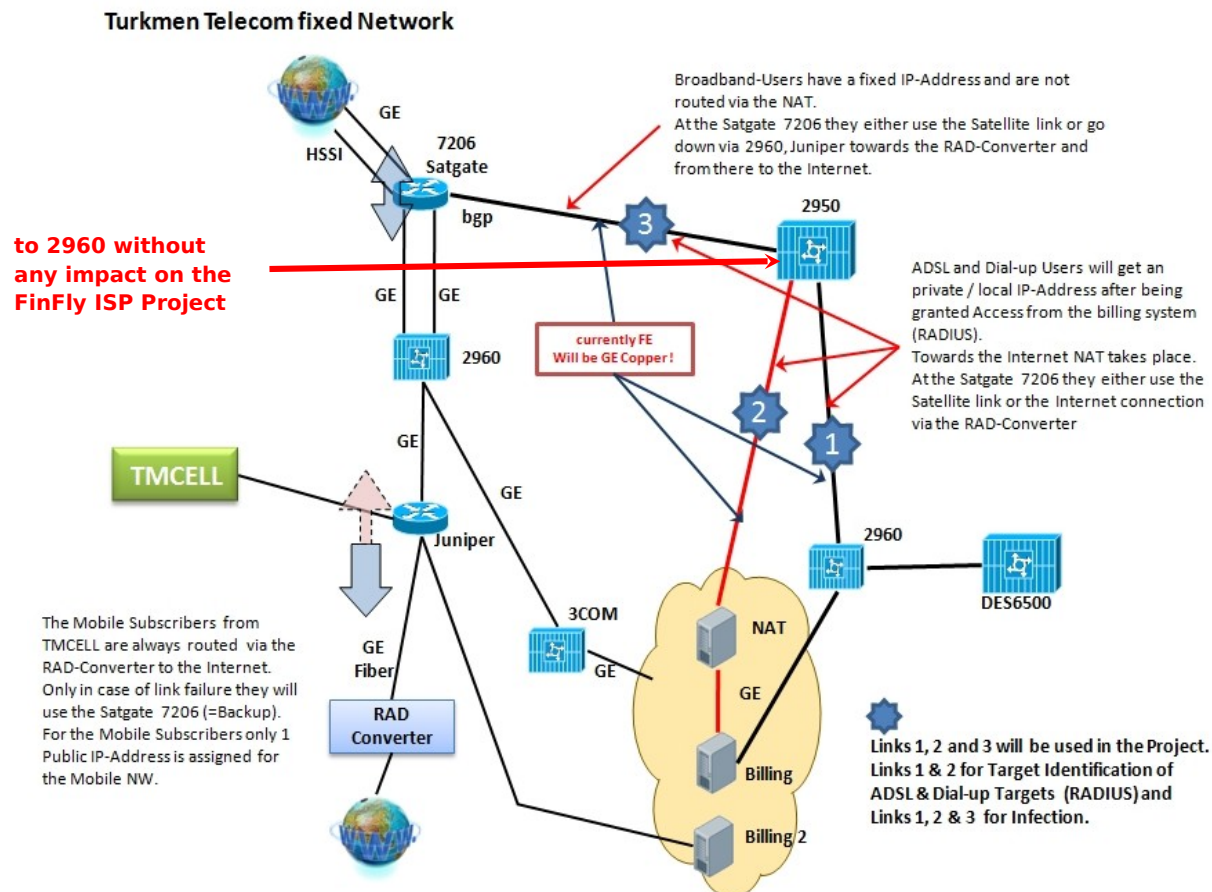 Turkmen Telecom fixed Network
WWW.
GE
HSSI
7206
Satgate
bgp
Broadband-Users have a fixed IP-Address and are not
routed via the NAT.
At the Satgate 7206 they either use the Satellite link or go
down via 2960, Juniper towards the RAD-Converter and
from there to the Internet.
3
2950
to 2960 without
any impact on the
FinFly ISP Project
GE
GE
ADSL and Dial-up Users will get an
private / local IP-Address after being
granted Access from the billing system
(RADIUS).
Towards the Internet NAT takes place.
At the Satgate 7206 they either use the
Satellite link or the Internet connection
via the RAD-Converter
currently FE
Will be GE Copper!
2960
2
1
GE
TMCELL
GE
Juniper
2960
DES6500
The Mobile Subscribers from
TMCELL are always routed via the
RAD-Converter to the Internet.
Only in case of link failure they will
use the Satgate 7206 (=Backup).
For the Mobile Subscribers only 1
Public IP-Address is assigned for
the Mobile NW.
GE
Fiber
3COM
GE
NAT
GE
RAD
Converter
Billing
Billing 2
WWW.
Links 1, 2 and 3 will be used in the Project.
Links 1 & 2 for Target Identification of
ADSL & Dial-up Targets (RADIUS) and
Links 1, 2 & 3 for Infection.